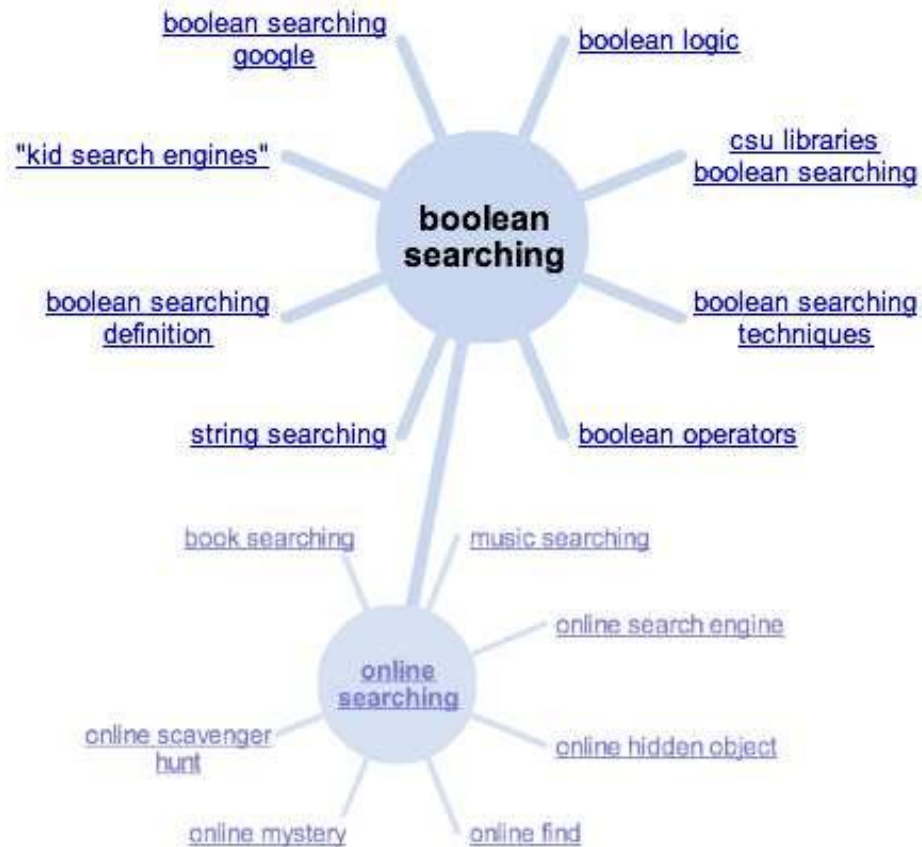 boolean searching
google
boolean logic
"kid search engines"
csu libraries
boolean searching
boolean
searching
boolean searching
definition
boolean searching
techniques
string searching
boolean operators
book searching
music searching
online search engine
online
searching
online scavenger
hunt
online hidden object
online mystery
online find